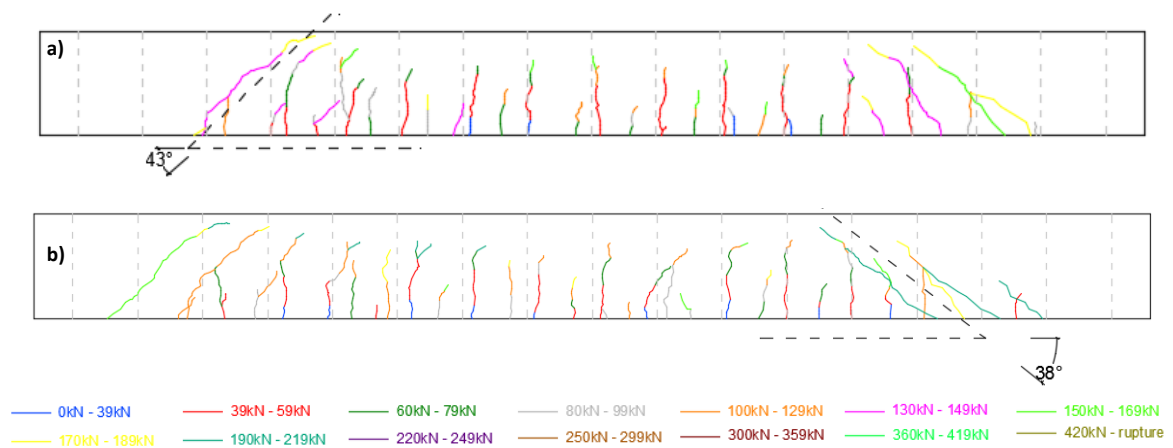 a)
43°
b)
38°
0kN - 39kN 39kN - 59kN 60kN - 79kN 80kN - 99kN 100kN - 129kN 130kN - 149kN 150kN - 169kN
170kN - 189kN 190kN - 219kN 220kN - 249kN 250kN - 299kN 300kN - 359kN 360kN - 419kN 420kN - rupture